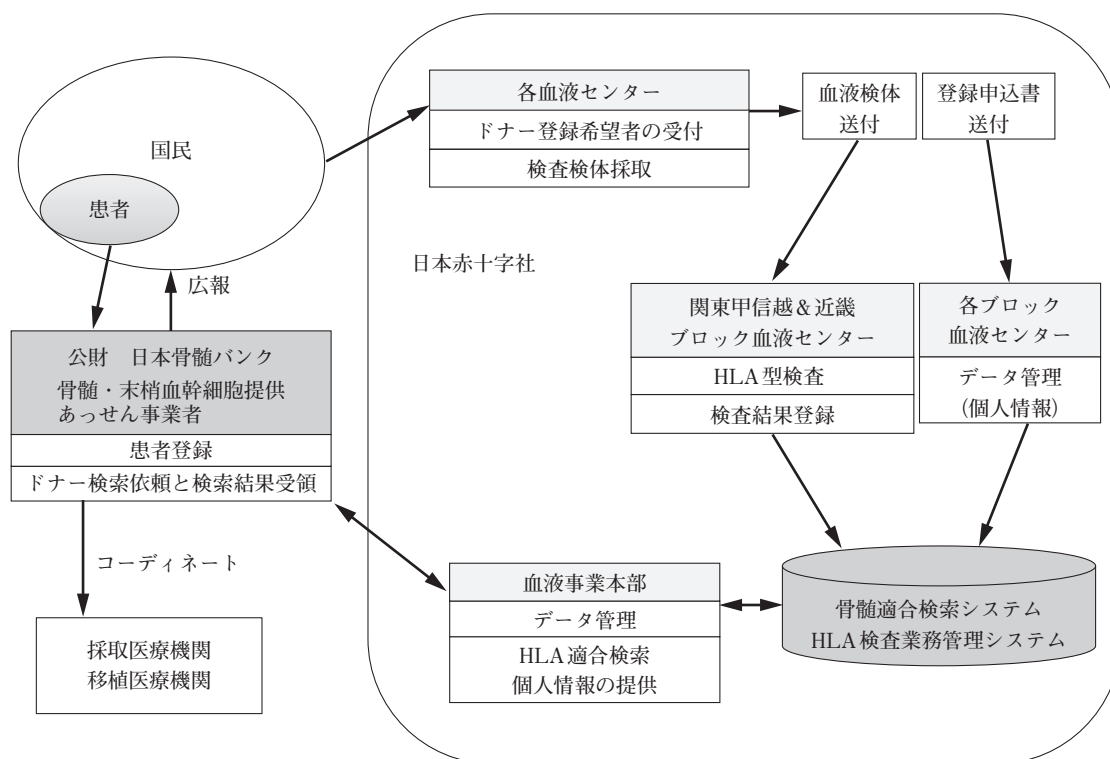 国民
患者
広報
公財　日本骨髄バンク
骨髄・末梢血幹細胞提供
あっせん事業者
患者登録
ドナー検索依頼と検索結果受領
コーディネート
採取医療機関
移植医療機関
日本赤十字社
各血液センター
ドナー登録希望者の受付
検査検体採取
血液検体
送付
登録申込書
送付
関東甲信越＆近畿
ブロック血液センター
HLA型検査
検査結果登録
各ブロック
血液センター
データ管理
（個人情報）
血液事業本部
データ管理
HLA適合検索
個人情報の提供
骨髄適合検索システム
HLA検査業務管理システム